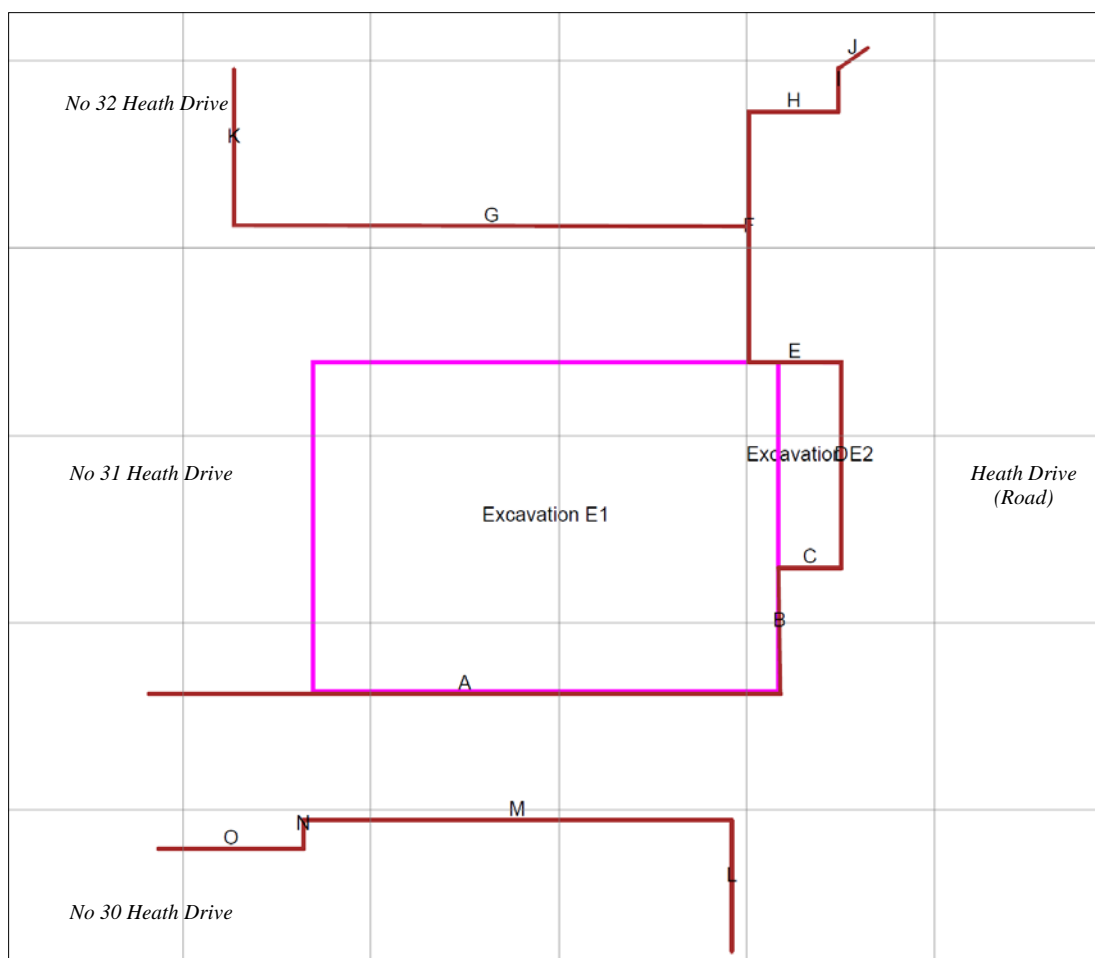 J
I
No 32 Heath Drive
H
K
G
F
E
Excavation E2
D
No 31 Heath Drive
Heath Drive
(Road)
Excavation E1
C
B
A
M
N
O
L
No 30 Heath Drive